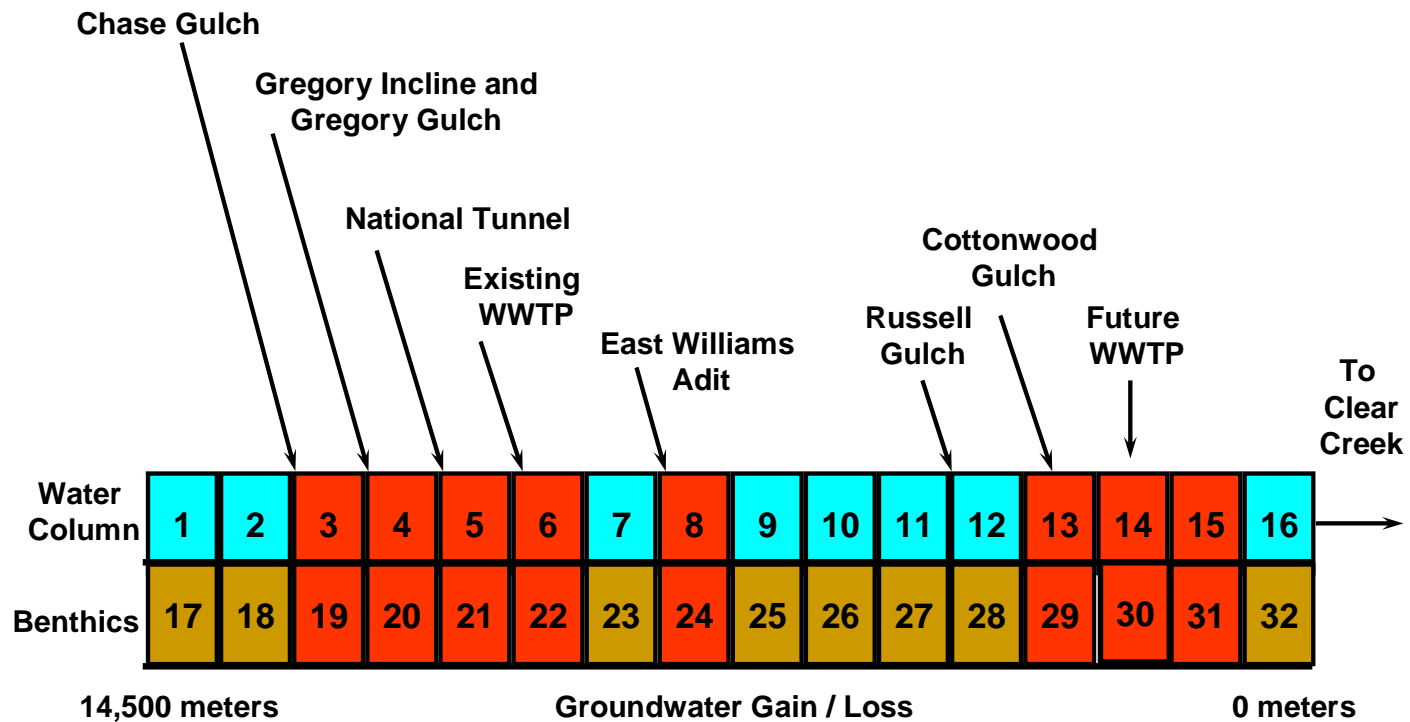 Chase Gulch
Gregory Incline and
Gregory Gulch
National Tunnel
Existing
WWTP
East Williams
Adit
Russell
Gulch
Cottonwood
Gulch
Future
WWTP
To
Clear
Creek
Water
Column
1 2 3 4 5 6 7 8 9 10 11 12 13 14 15 16
Benthics
17 18 19 20 21 22 23 24 25 26 27 28 29 30 31 32
14,500 meters
Groundwater Gain / Loss
0 meters